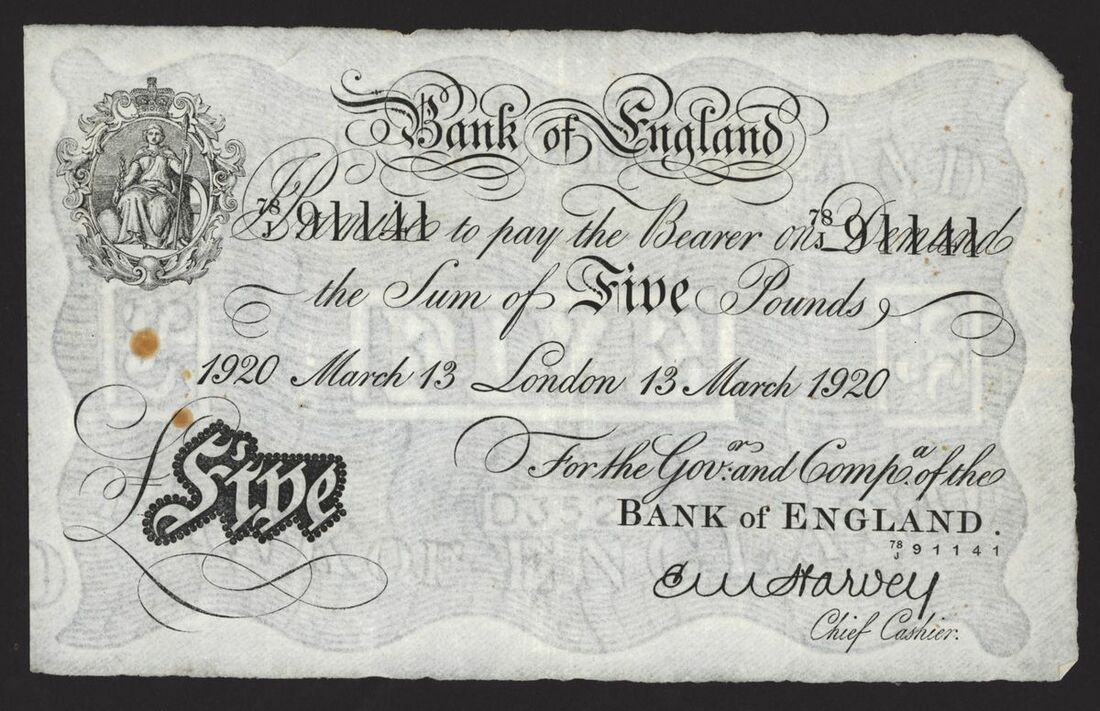 Bank of England
78/J 91141 Promise to pay the Bearer on Demand 78/J 91141
the Sum of Five Pounds
1920 March 13 London 13 March 1920
For the Gov.r and Comp.a of the
BANK of ENGLAND.
78/J 91141
£Five
E M Harvey
Chief Cashier.